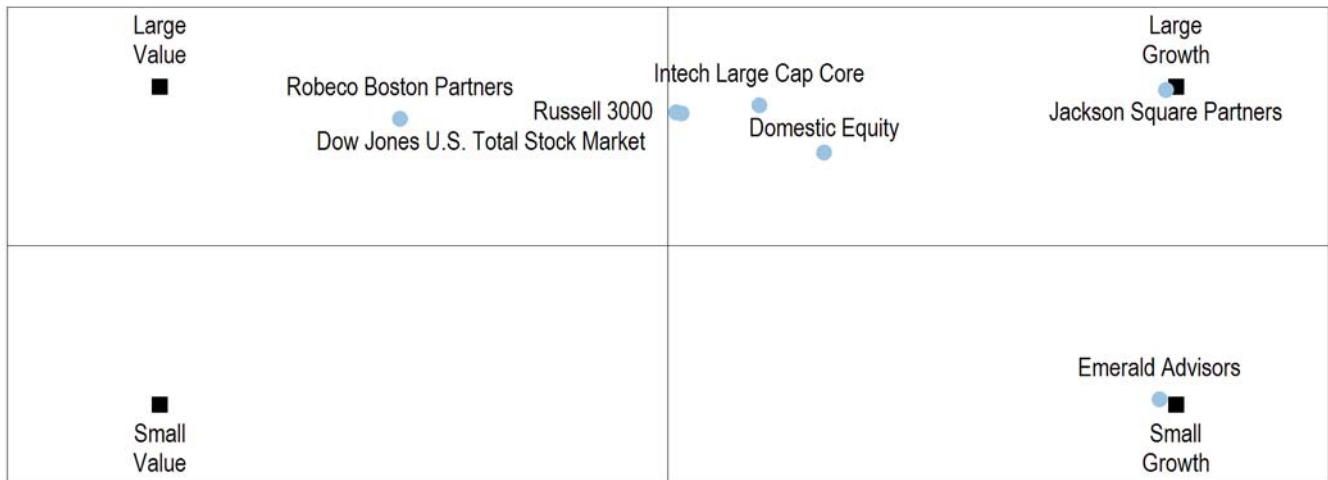 Large
Value
Large
Growth
Intech Large Cap Core
Robeco Boston Partners
Russell 3000
Jackson Square Partners
Domestic Equity
Dow Jones U.S. Total Stock Market
Emerald Advisors
Small
Value
Small
Growth